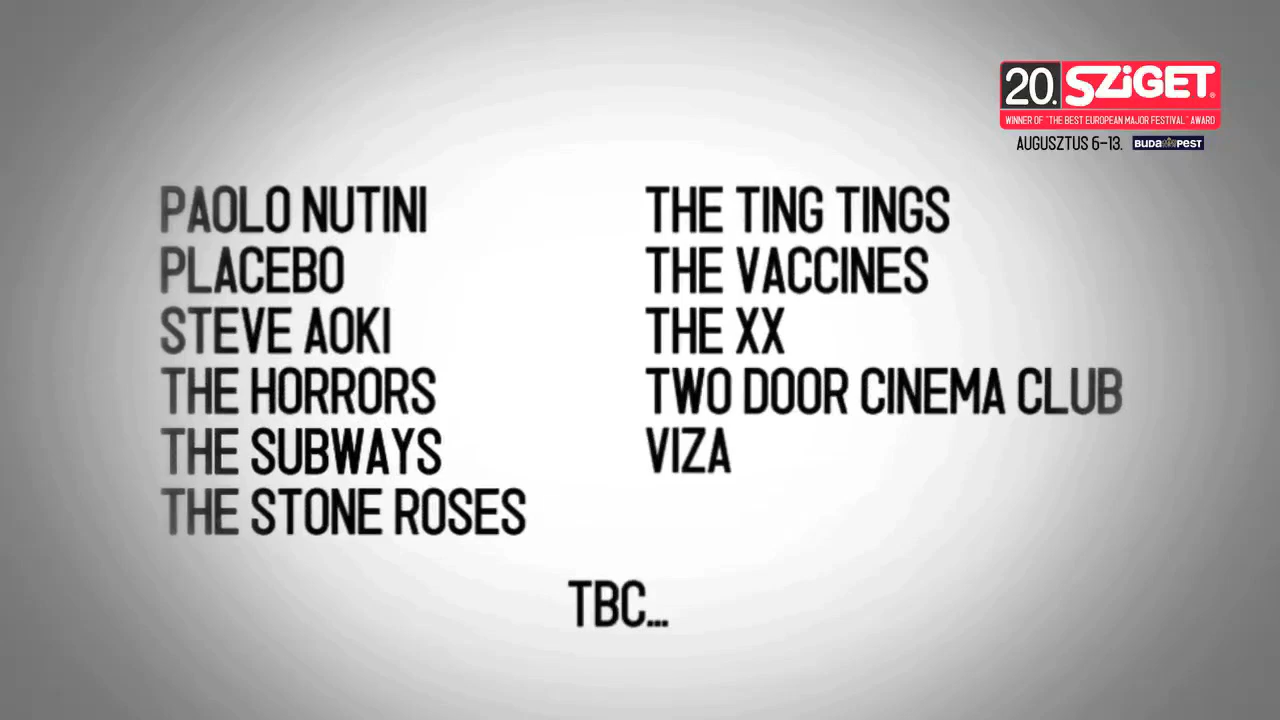 20. SZiGET
WINNER OF "THE BEST EUROPEAN MAJOR FESTIVAL" AWARD
AUGUSZTUS 6-13. BUDAPEST
PAOLO NUTINI
PLACEBO
STEVE AOKI
THE HORRORS
THE SUBWAYS
THE STONE ROSES
THE TING TINGS
THE VACCINES
THE XX
TWO DOOR CINEMA CLUB
VIZA
TBC...